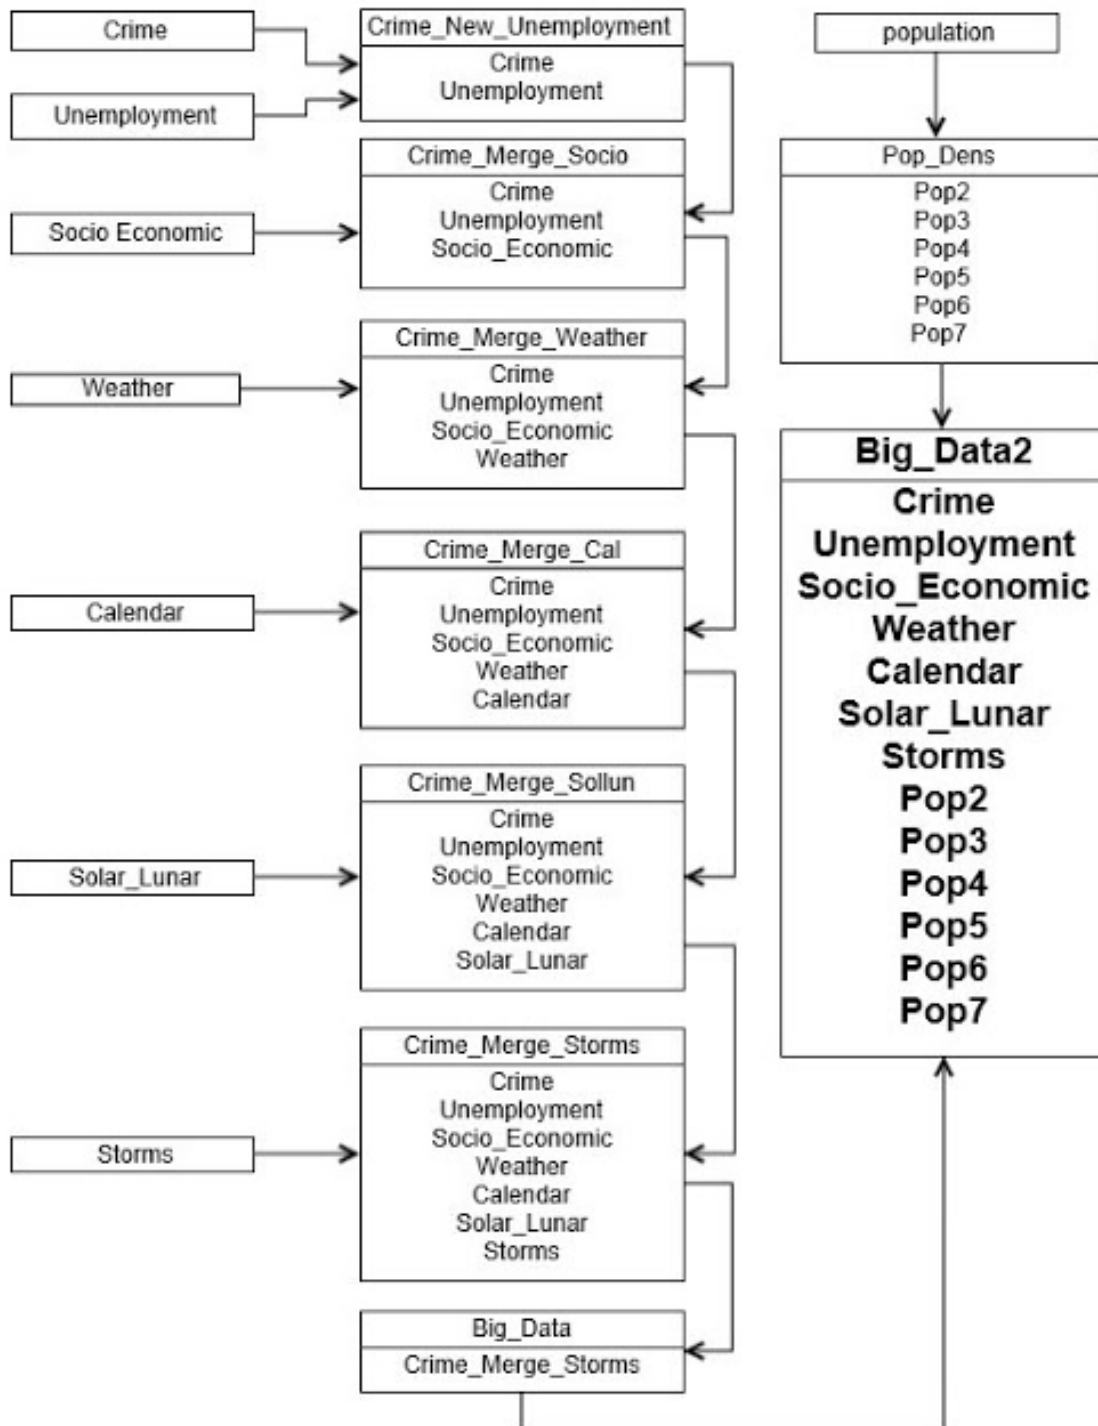 Crime
Unemployment
Crime_New_Unemployment
Crime
Unemployment
Socio Economic
Crime_Merge_Socio
Crime
Unemployment
Socio_Economic
Weather
Crime_Merge_Weather
Crime
Unemployment
Socio_Economic
Weather
Calendar
Crime_Merge_Cal
Crime
Unemployment
Socio_Economic
Weather
Calendar
Solar_Lunar
Crime_Merge_Sollun
Crime
Unemployment
Socio_Economic
Weather
Calendar
Solar_Lunar
Storms
Crime_Merge_Storms
Crime
Unemployment
Socio_Economic
Weather
Calendar
Solar_Lunar
Storms
Big_Data
Crime_Merge_Storms
population
Pop_Dens
Pop2
Pop3
Pop4
Pop5
Pop6
Pop7
Big_Data2
Crime
Unemployment
Socio_Economic
Weather
Calendar
Solar_Lunar
Storms
Pop2
Pop3
Pop4
Pop5
Pop6
Pop7